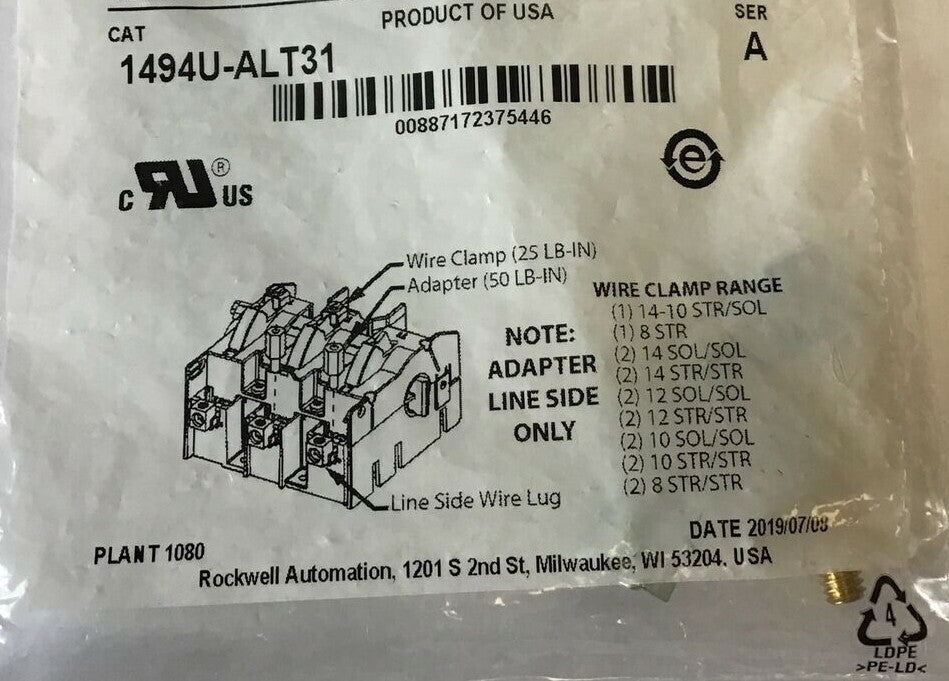 PRODUCT OF USA
CAT
SER
1494U-ALT31
A
00887172375446
C RU ® US
e
Wire Clamp (25 LB-IN)
Adapter (50 LB-IN)
NOTE:
ADAPTER
LINE SIDE
ONLY
WIRE CLAMP RANGE
(1) 14-10 STR/SOL
(1) 8 STR
(2) 14 SOL/SOL
(2) 14 STR/STR
(2) 12 SOL/SOL
(2) 12 STR/STR
(2) 10 SOL/SOL
(2) 10 STR/STR
(2) 8 STR/STR
Line Side Wire Lug
DATE 2019/07/08
PLANT 1080
Rockwell Automation, 1201 S 2nd St, Milwaukee, WI 53204. USA
4
LDPE
>PE-LD<